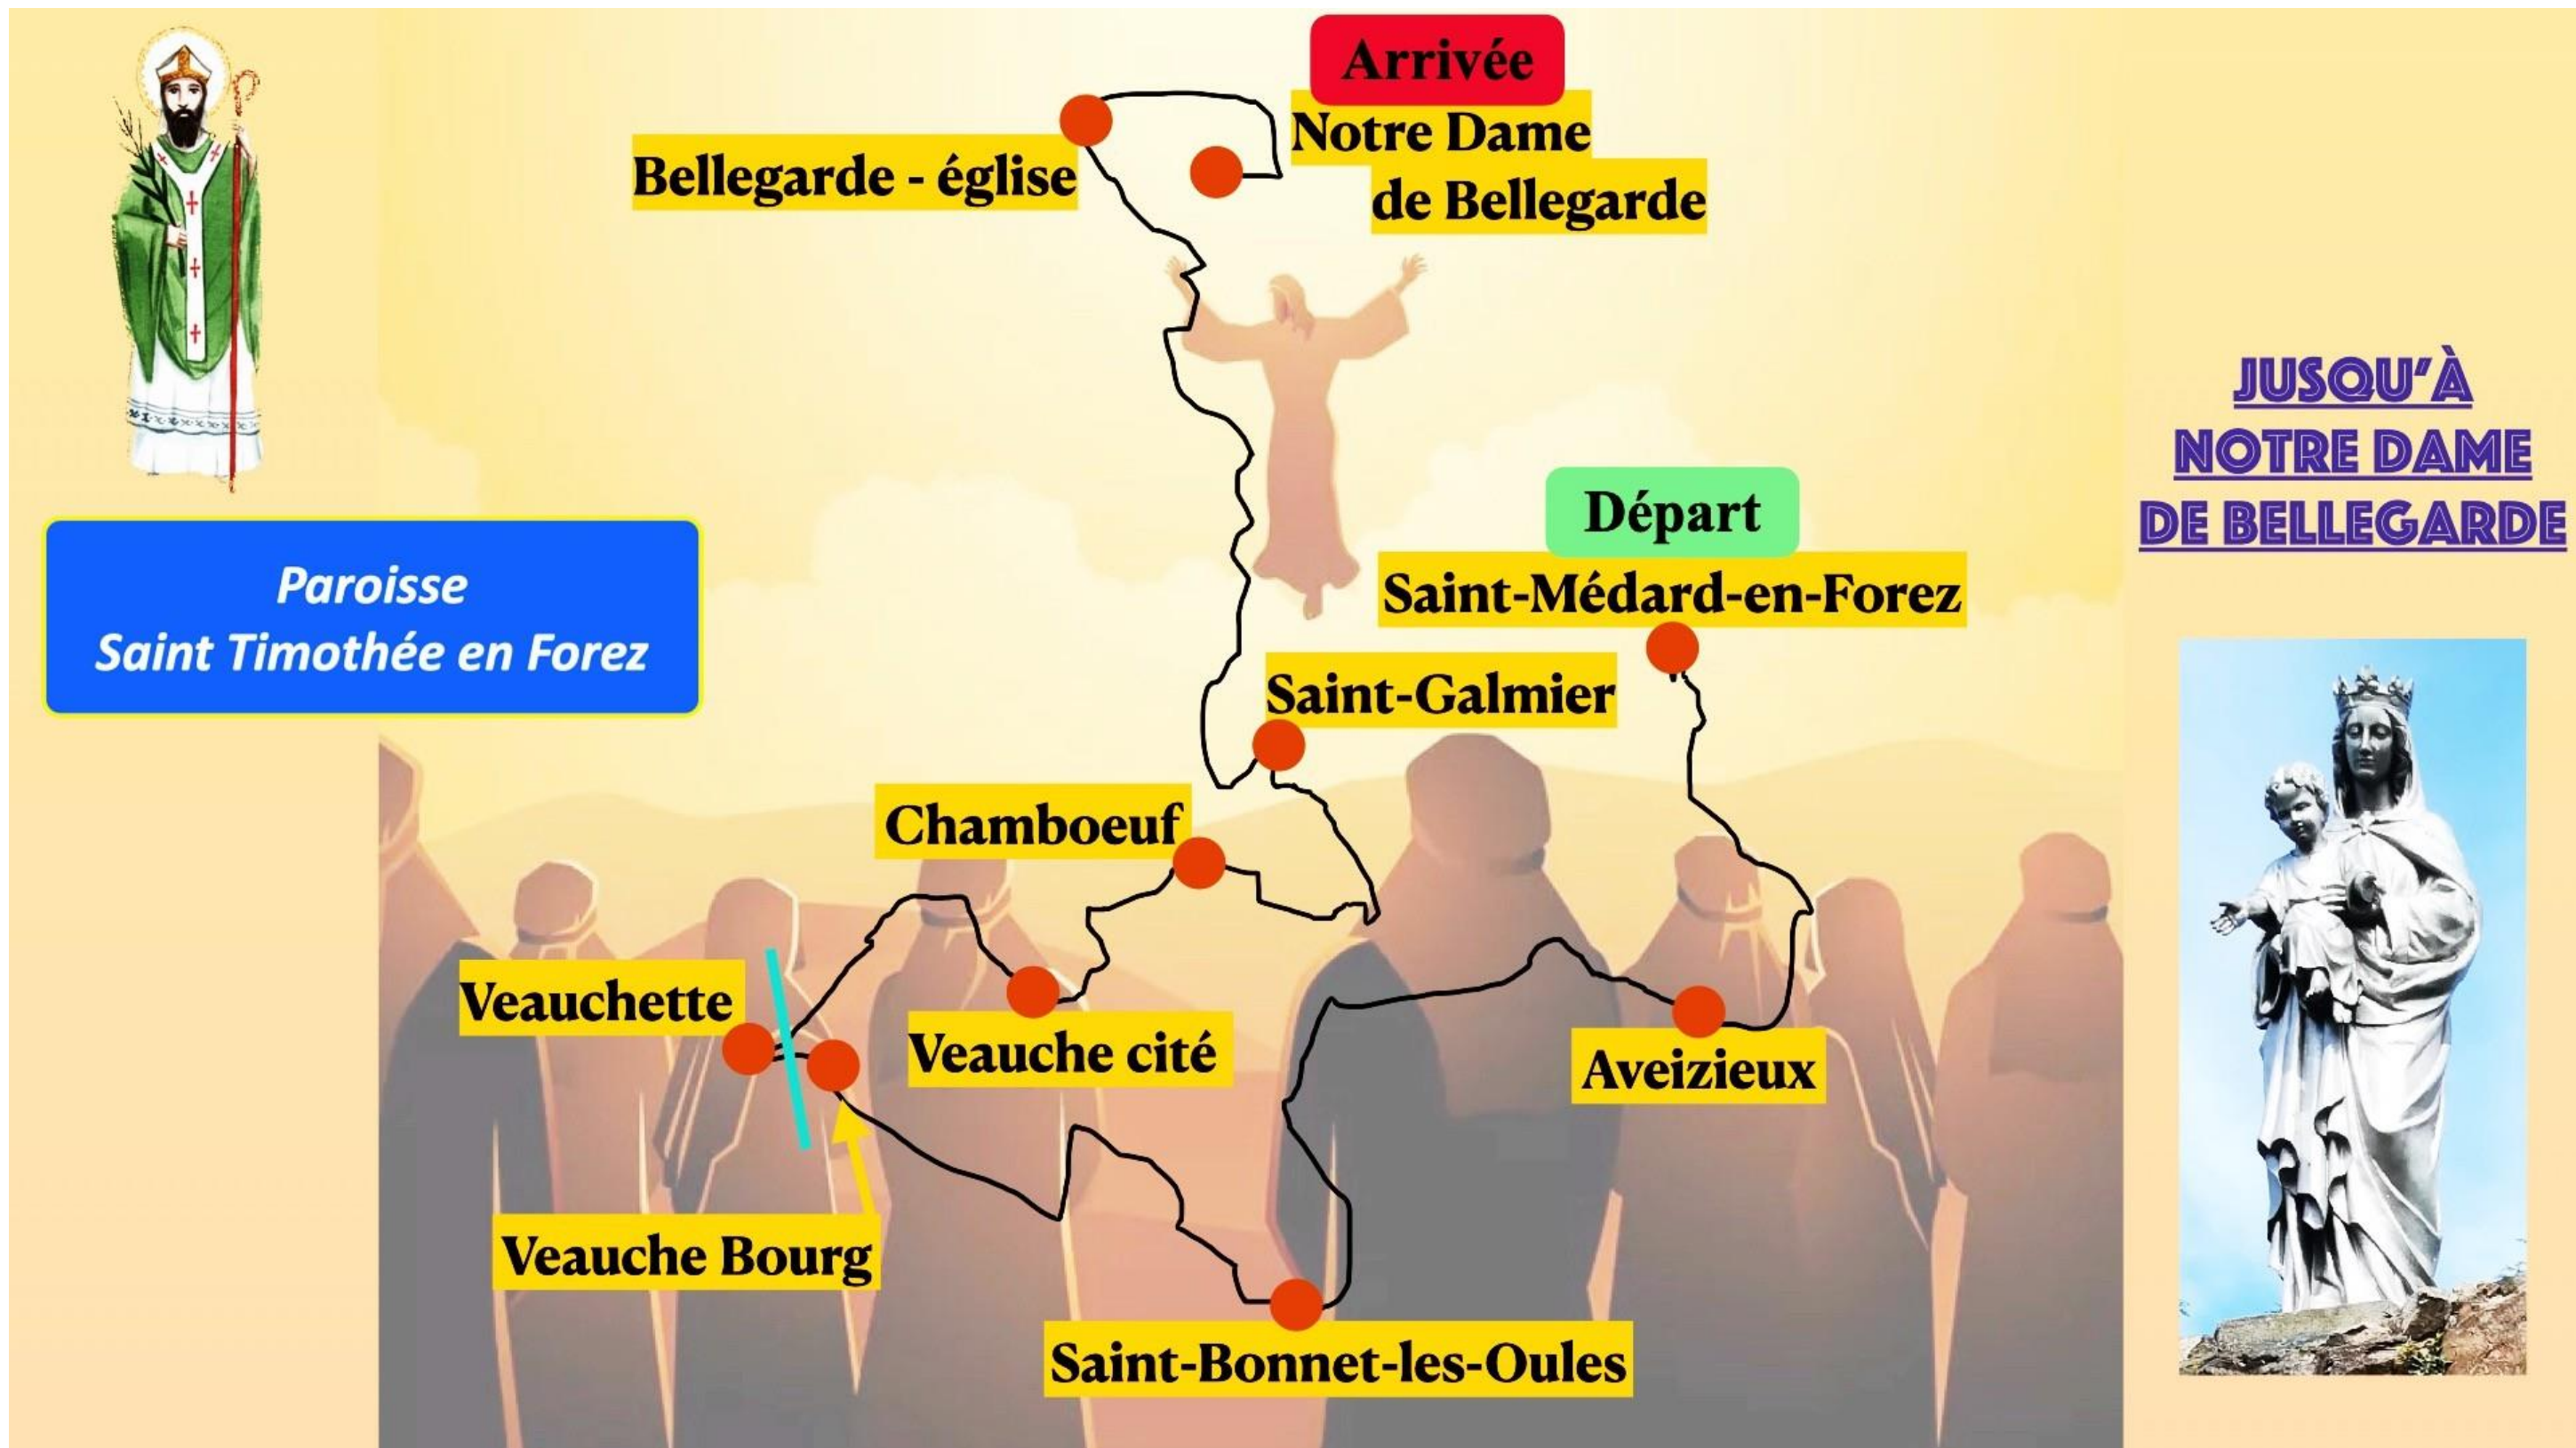 Arrivée
Notre Dame
de Bellegarde
Bellegarde - église
JUSQU'À
NOTRE DAME
DE BELLEGARDE
Départ
Saint-Médard-en-Forez
Paroisse
Saint Timothée en Forez
Saint-Galmier
Chamboeuf
Veauchette
Veauche cité
Aveizieux
Veauche Bourg
Saint-Bonnet-les-Oules